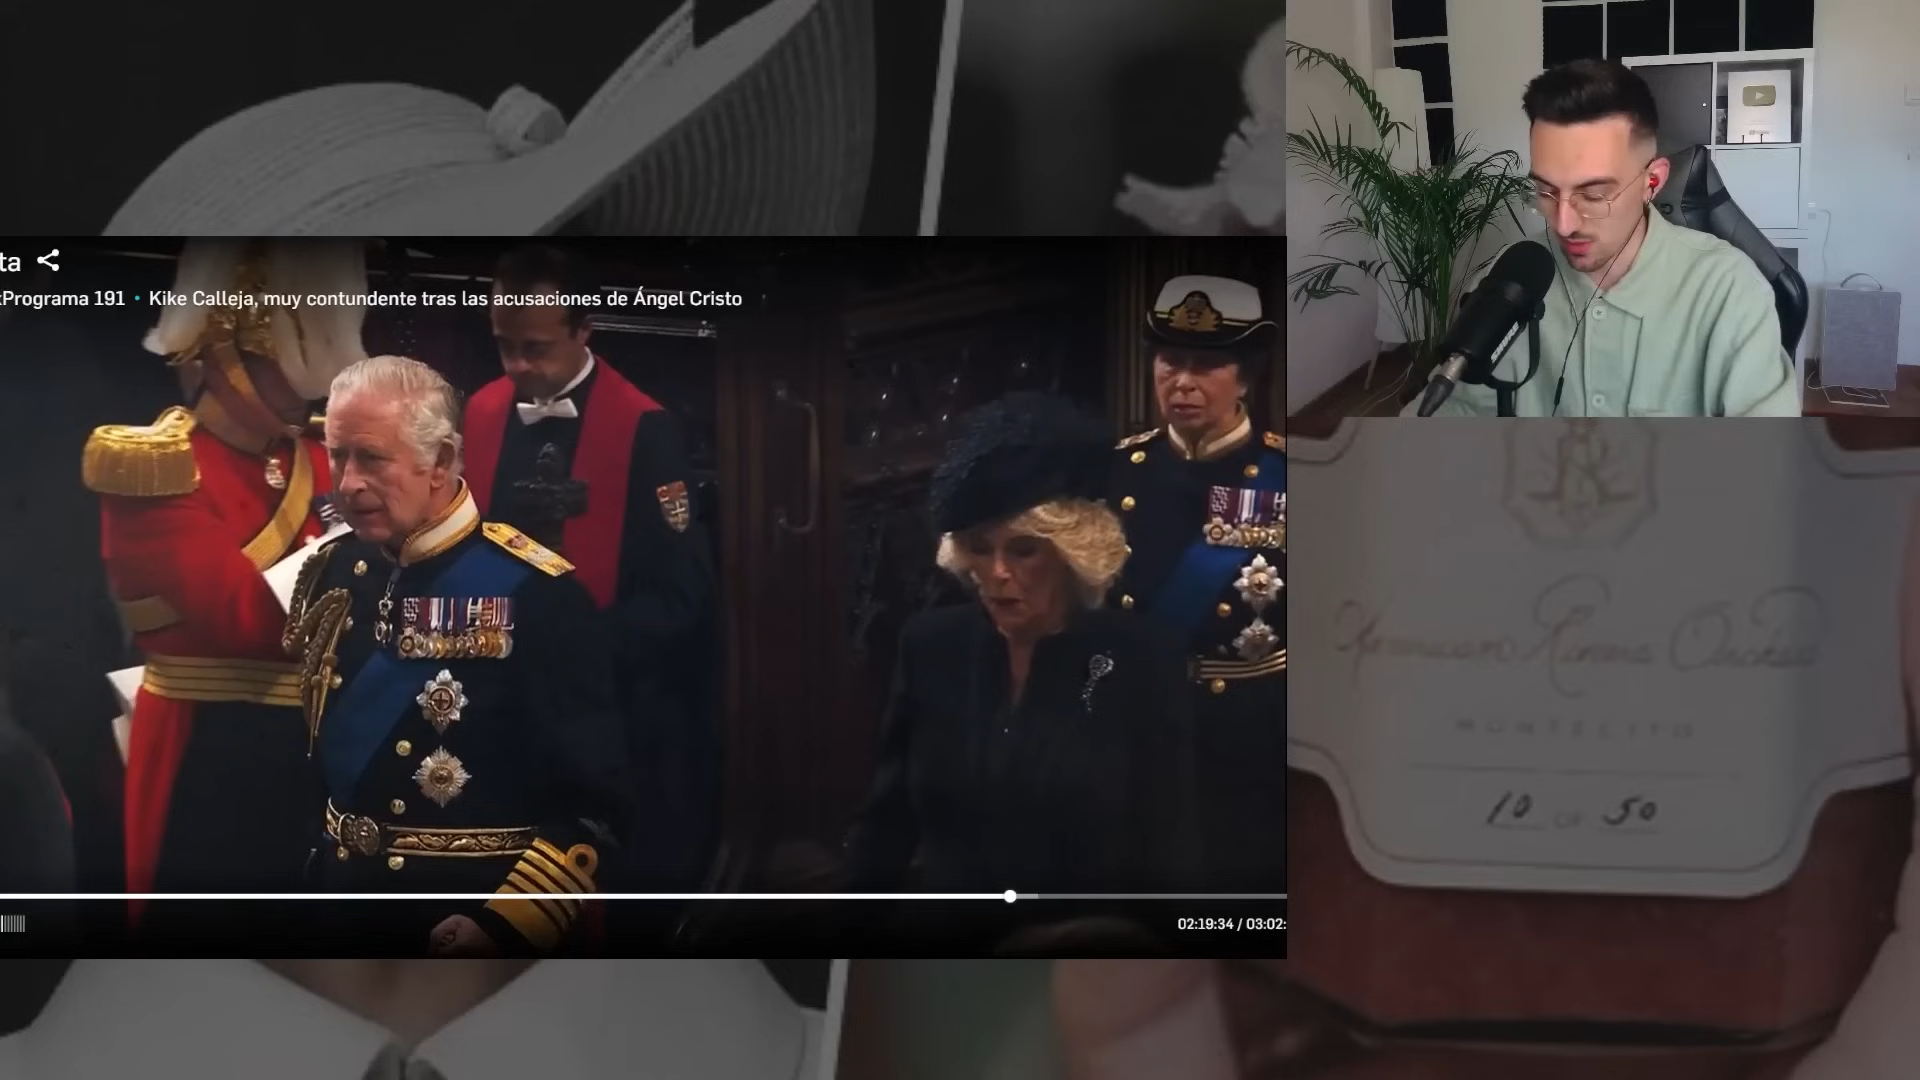 ta
Programa 191 • Kike Calleja, muy contundente tras las acusaciones de Ángel Cristo
02:19:34 / 03:02:
MONTECITO
10 OF 50